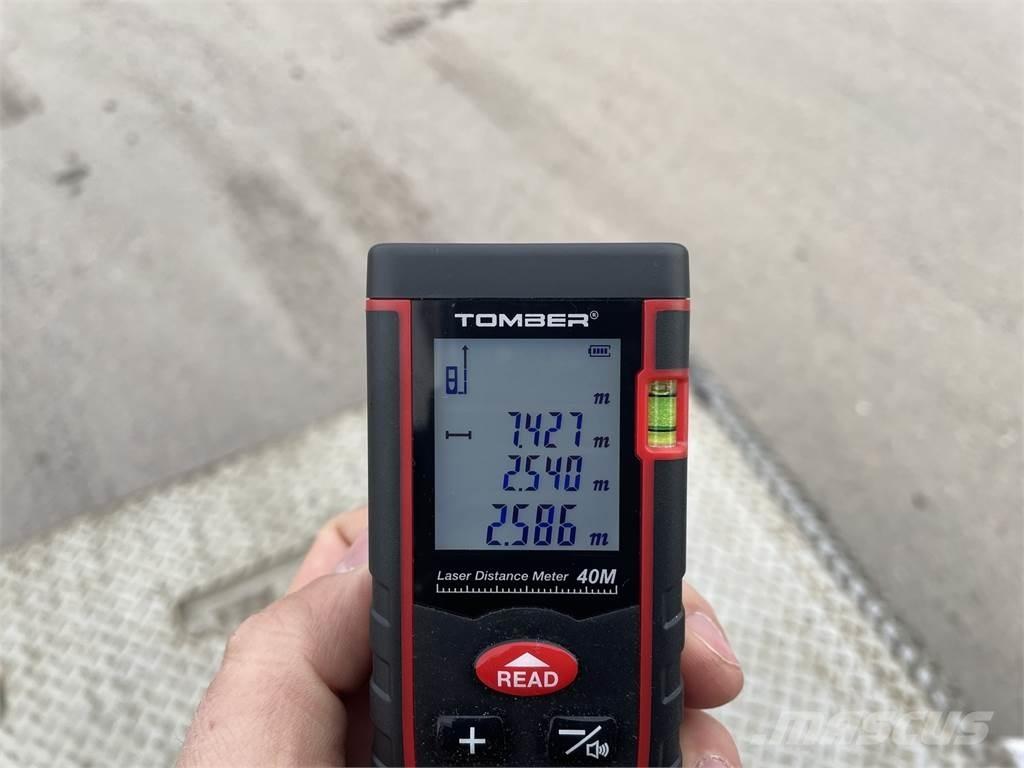 TOMBER®
m
7.427 m
2.540 m
2.586 m
Laser Distance Meter 40M
READ
+
MASCUS